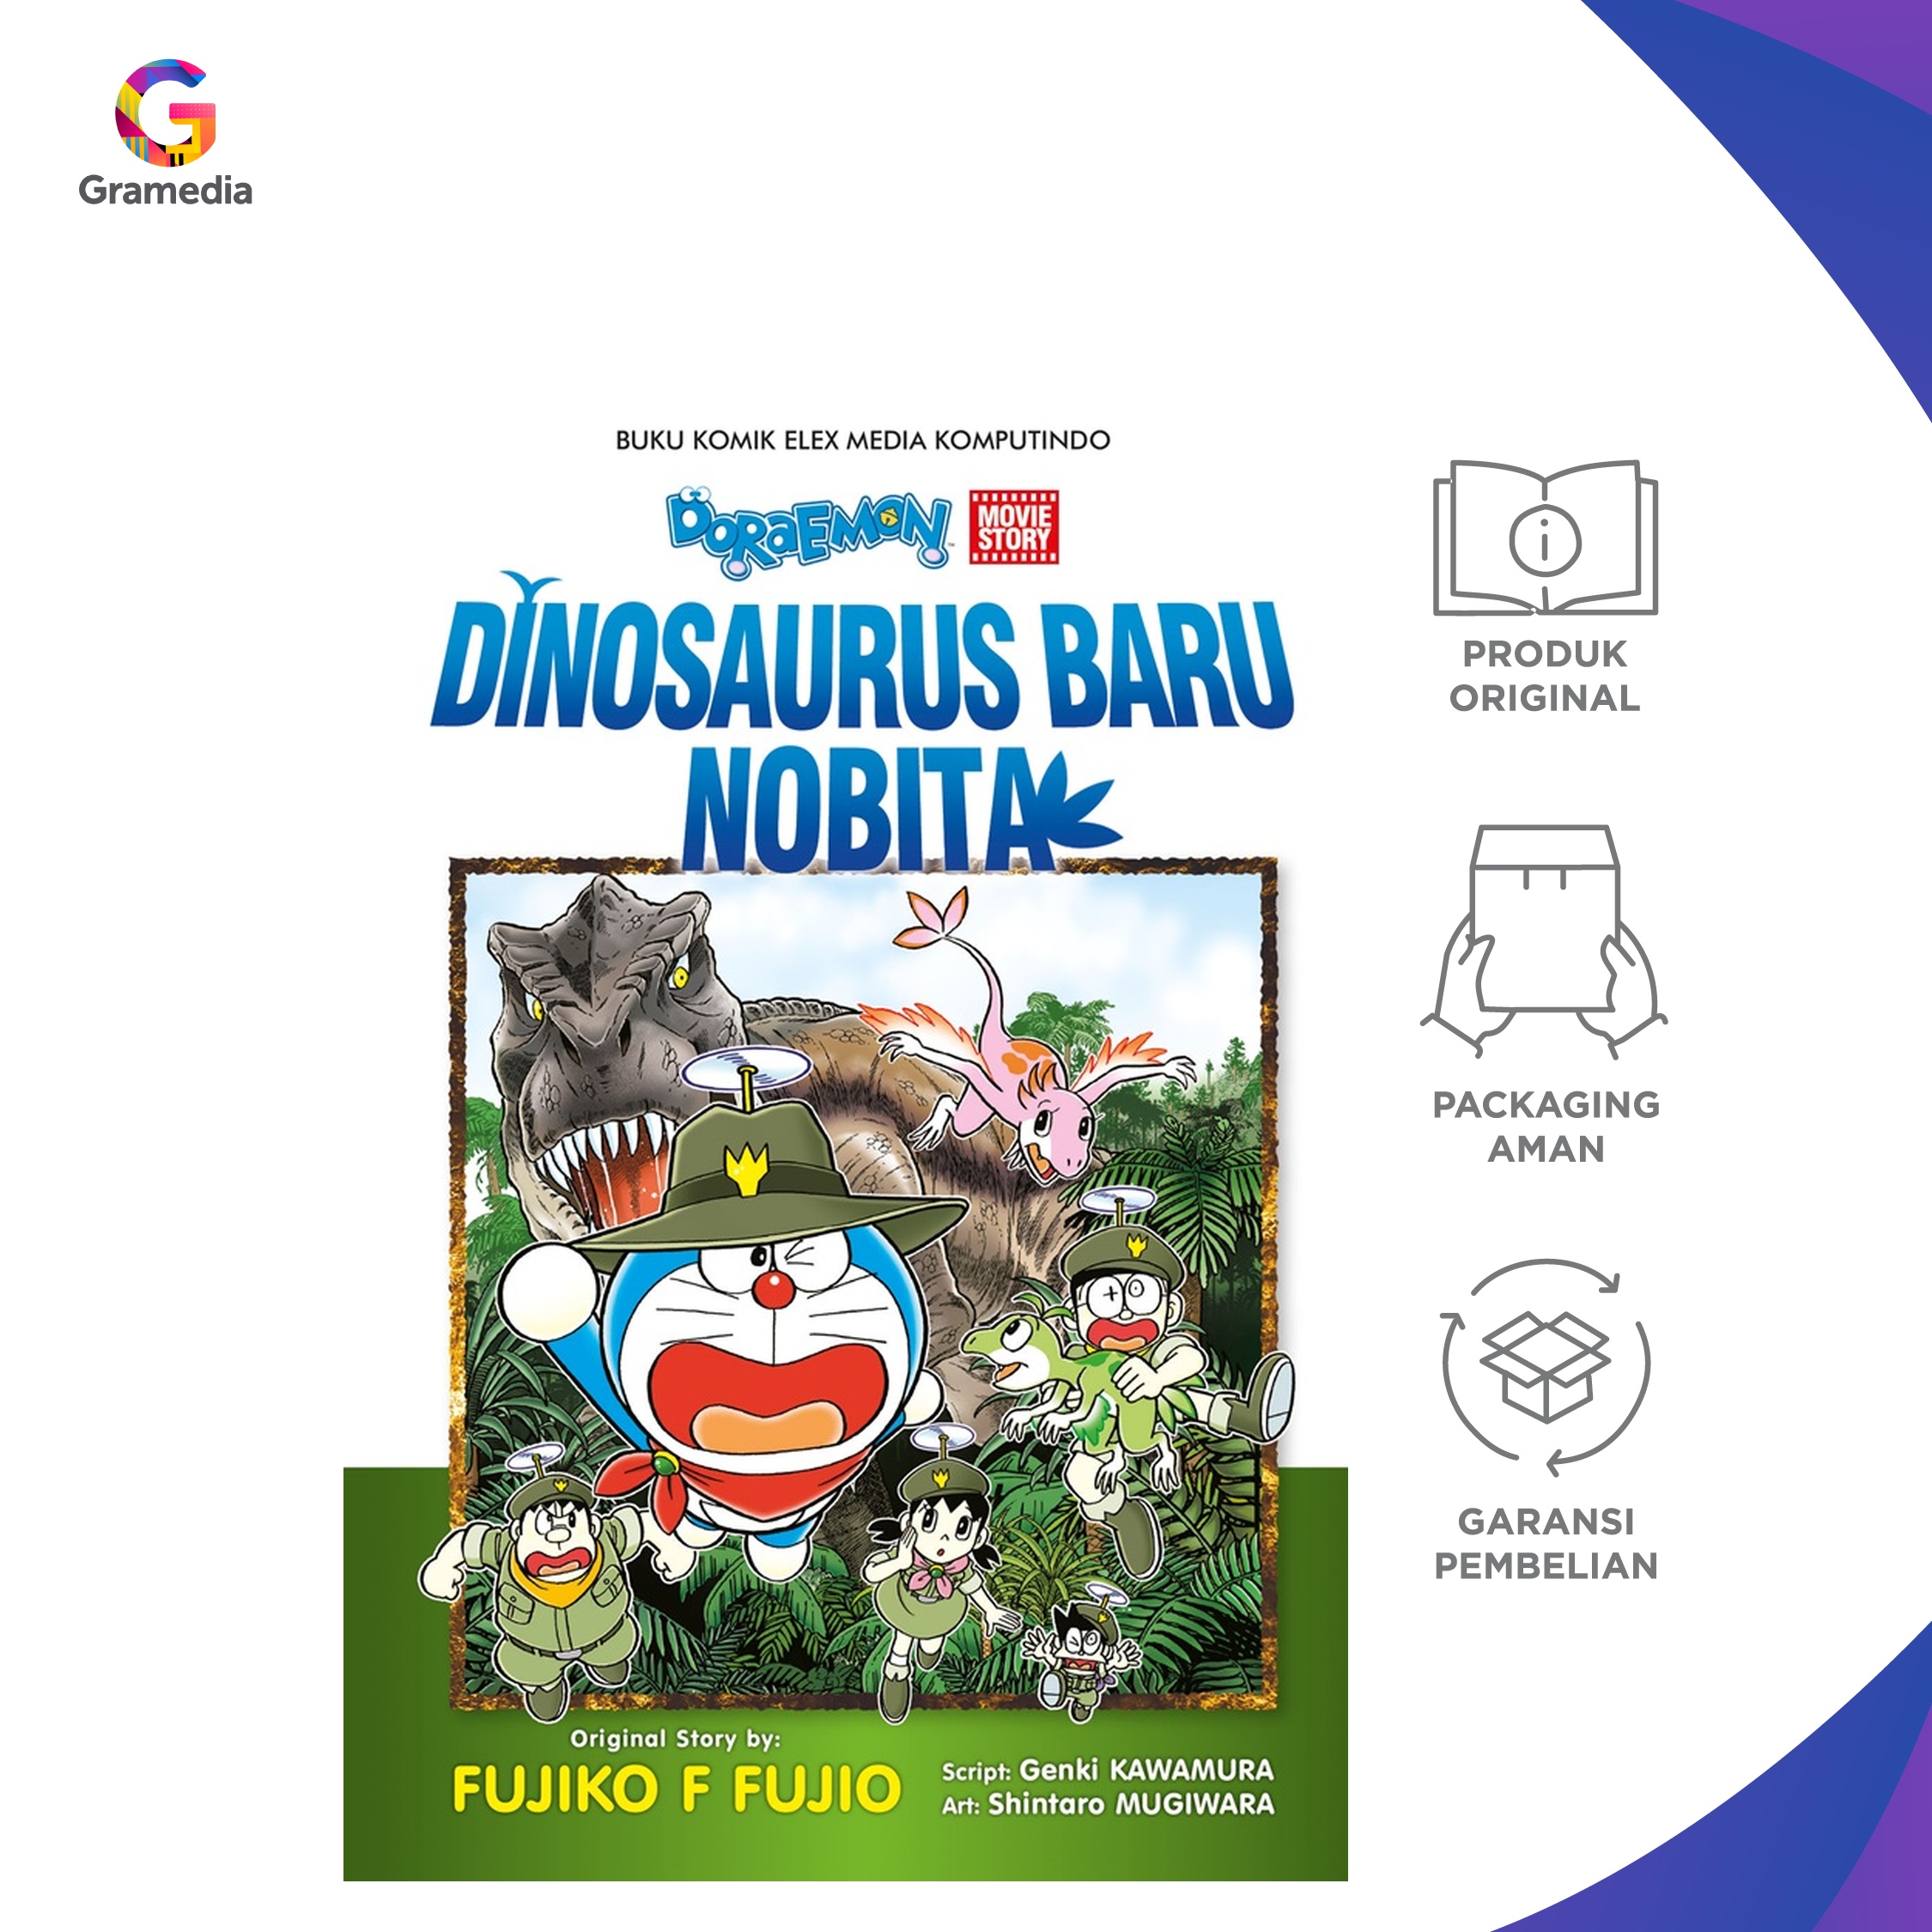 Gramedia
BUKU KOMIK ELEX MEDIA KOMPUTINDO
DORAEMON
MOVIE
STORY
DINOSAURUS BARU
NOBITA
Original Story by:
FUJIKO F FUJIO
Script: Genki KAWAMURA
Art: Shintaro MUGIWARA
PRODUK
ORIGINAL
PACKAGING
AMAN
GARANSI
PEMBELIAN